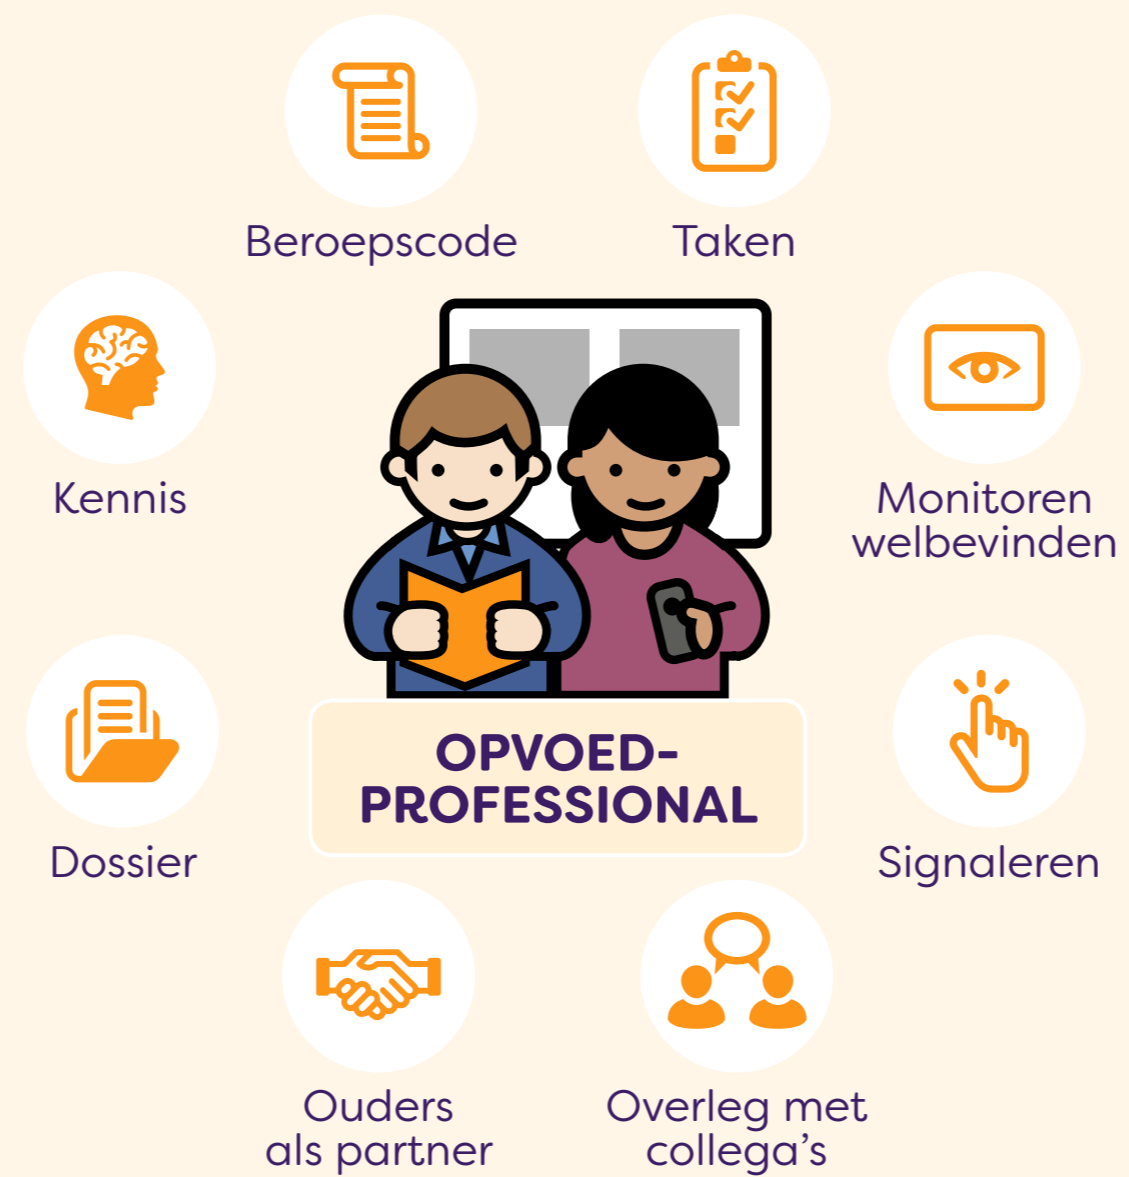 Beroepscode
Taken
Kennis
Monitoren
welbevinden
OPVOED-
PROFESSIONAL
Dossier
Signaleren
Ouders
als partner
Overleg met
collega’s